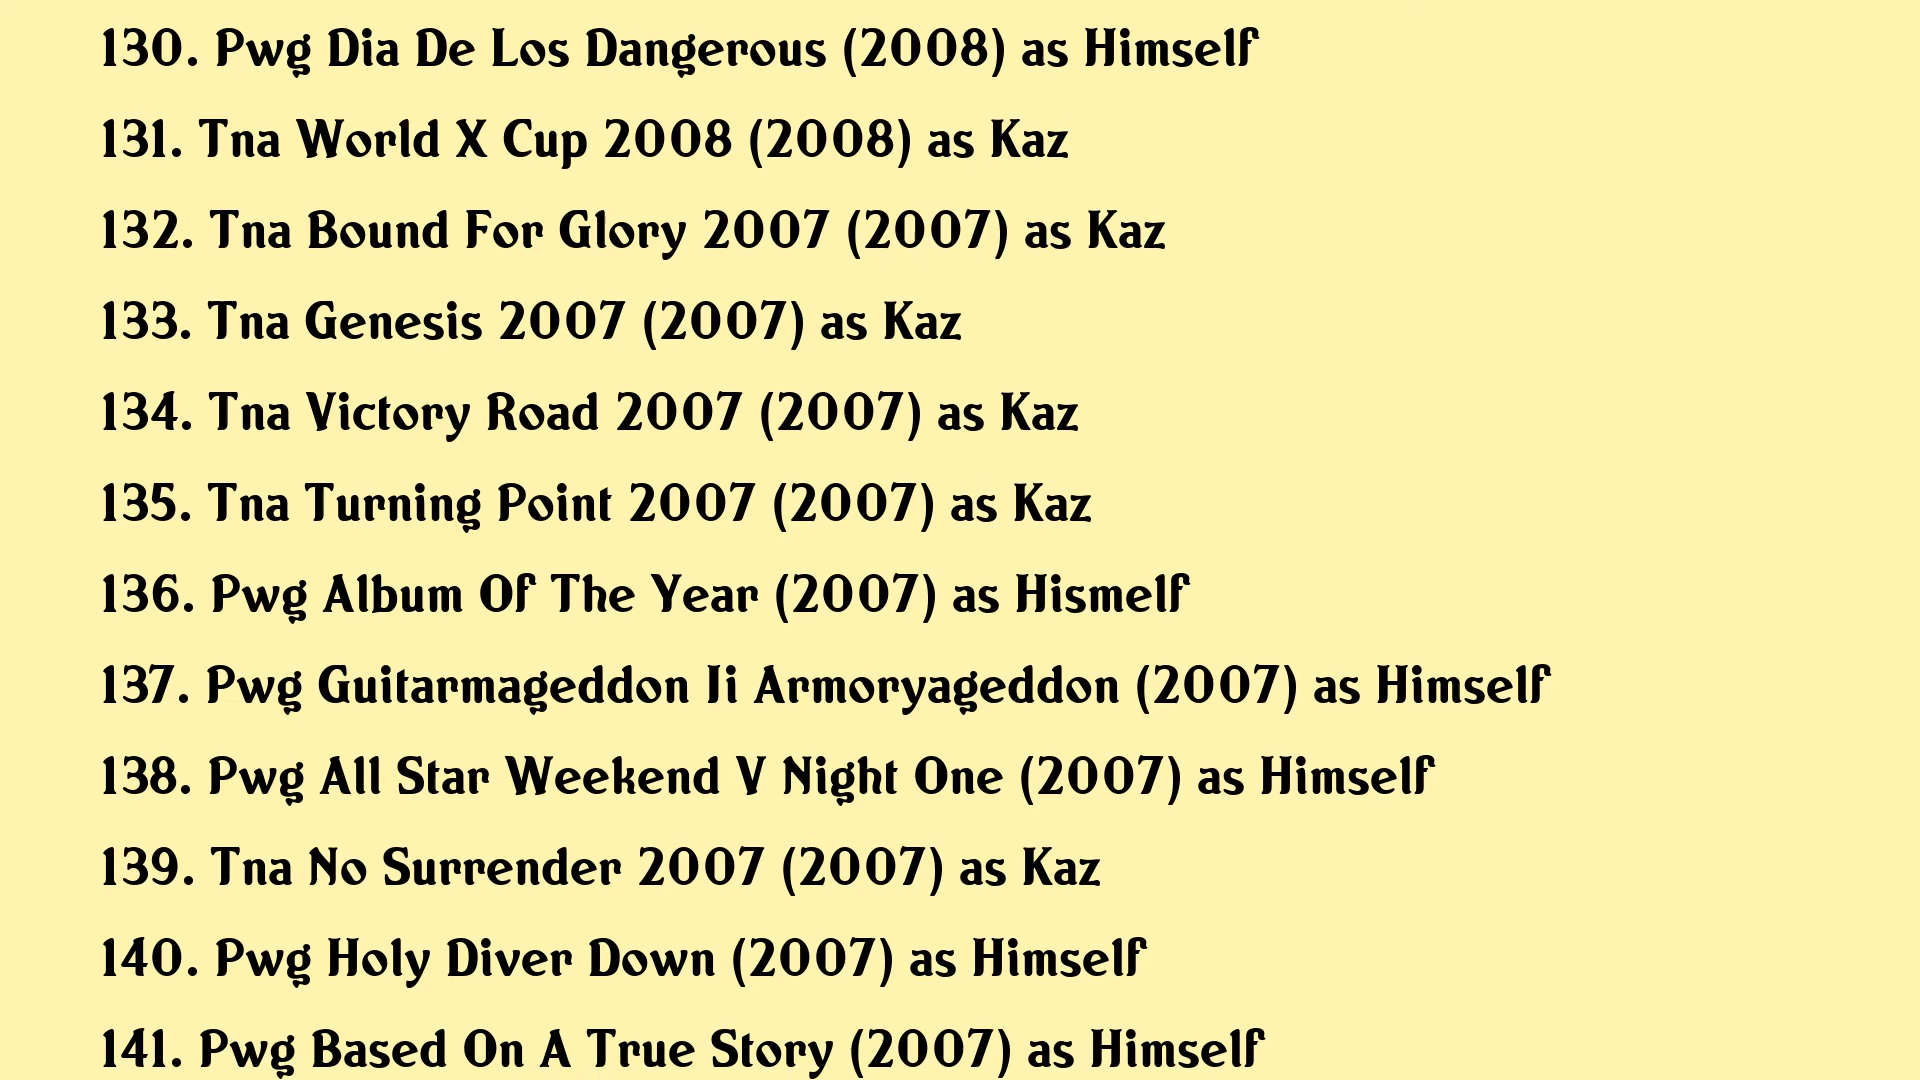 130. Pwg Dia De Los Dangerous (2008) as Himself
131. Tna World X Cup 2008 (2008) as Kaz
132. Tna Bound For Glory 2007 (2007) as Kaz
133. Tna Genesis 2007 (2007) as Kaz
134. Tna Victory Road 2007 (2007) as Kaz
135. Tna Turning Point 2007 (2007) as Kaz
136. Pwg Album Of The Year (2007) as Hismelf
137. Pwg Guitarmageddon Ii Armoryageddon (2007) as Himself
138. Pwg All Star Weekend V Night One (2007) as Himself
139. Tna No Surrender 2007 (2007) as Kaz
140. Pwg Holy Diver Down (2007) as Himself
141. Pwg Based On A True Story (2007) as Himself